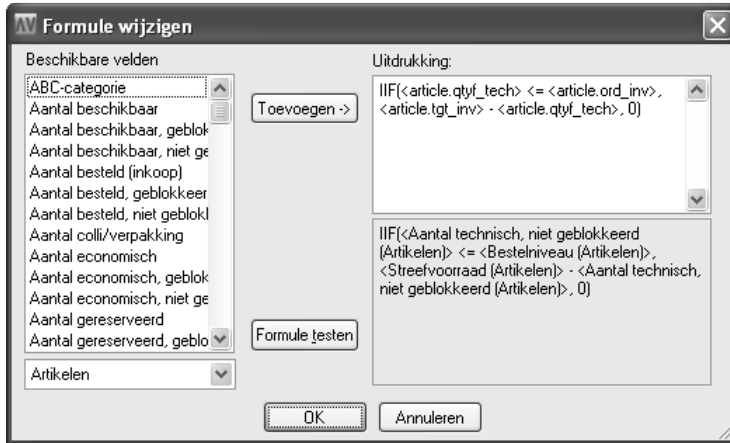 AV Formule wijzigen
Beschikbare velden
ABC-categorie
Aantal beschikbaar
Aantal beschikbaar, geblok
Aantal beschikbaar, niet ge
Aantal besteld (inkoop)
Aantal besteld, geblokkeer
Aantal besteld, niet geblokl
Aantal colli/verpakking
Aantal economisch
Aantal economisch, geblok
Aantal economisch, niet ge
Aantal gereserveerd
Aantal gereserveerd, geblo
Artikelen
Toevoegen ->
Formule testen
Uitdrukking:
IIF(<article.qtyf_tech> <= <article.ord_inv>,
<article.tgt_inv> - <article.qtyf_tech>, 0)
IIF(<Aantal technisch, niet geblokkeerd
(Artikelen)> <= <Bestelniveau (Artikelen)>,
<Streefvoorraad (Artikelen)> - <Aantal technisch,
niet geblokkeerd (Artikelen)>, 0)
OK
Annuleren